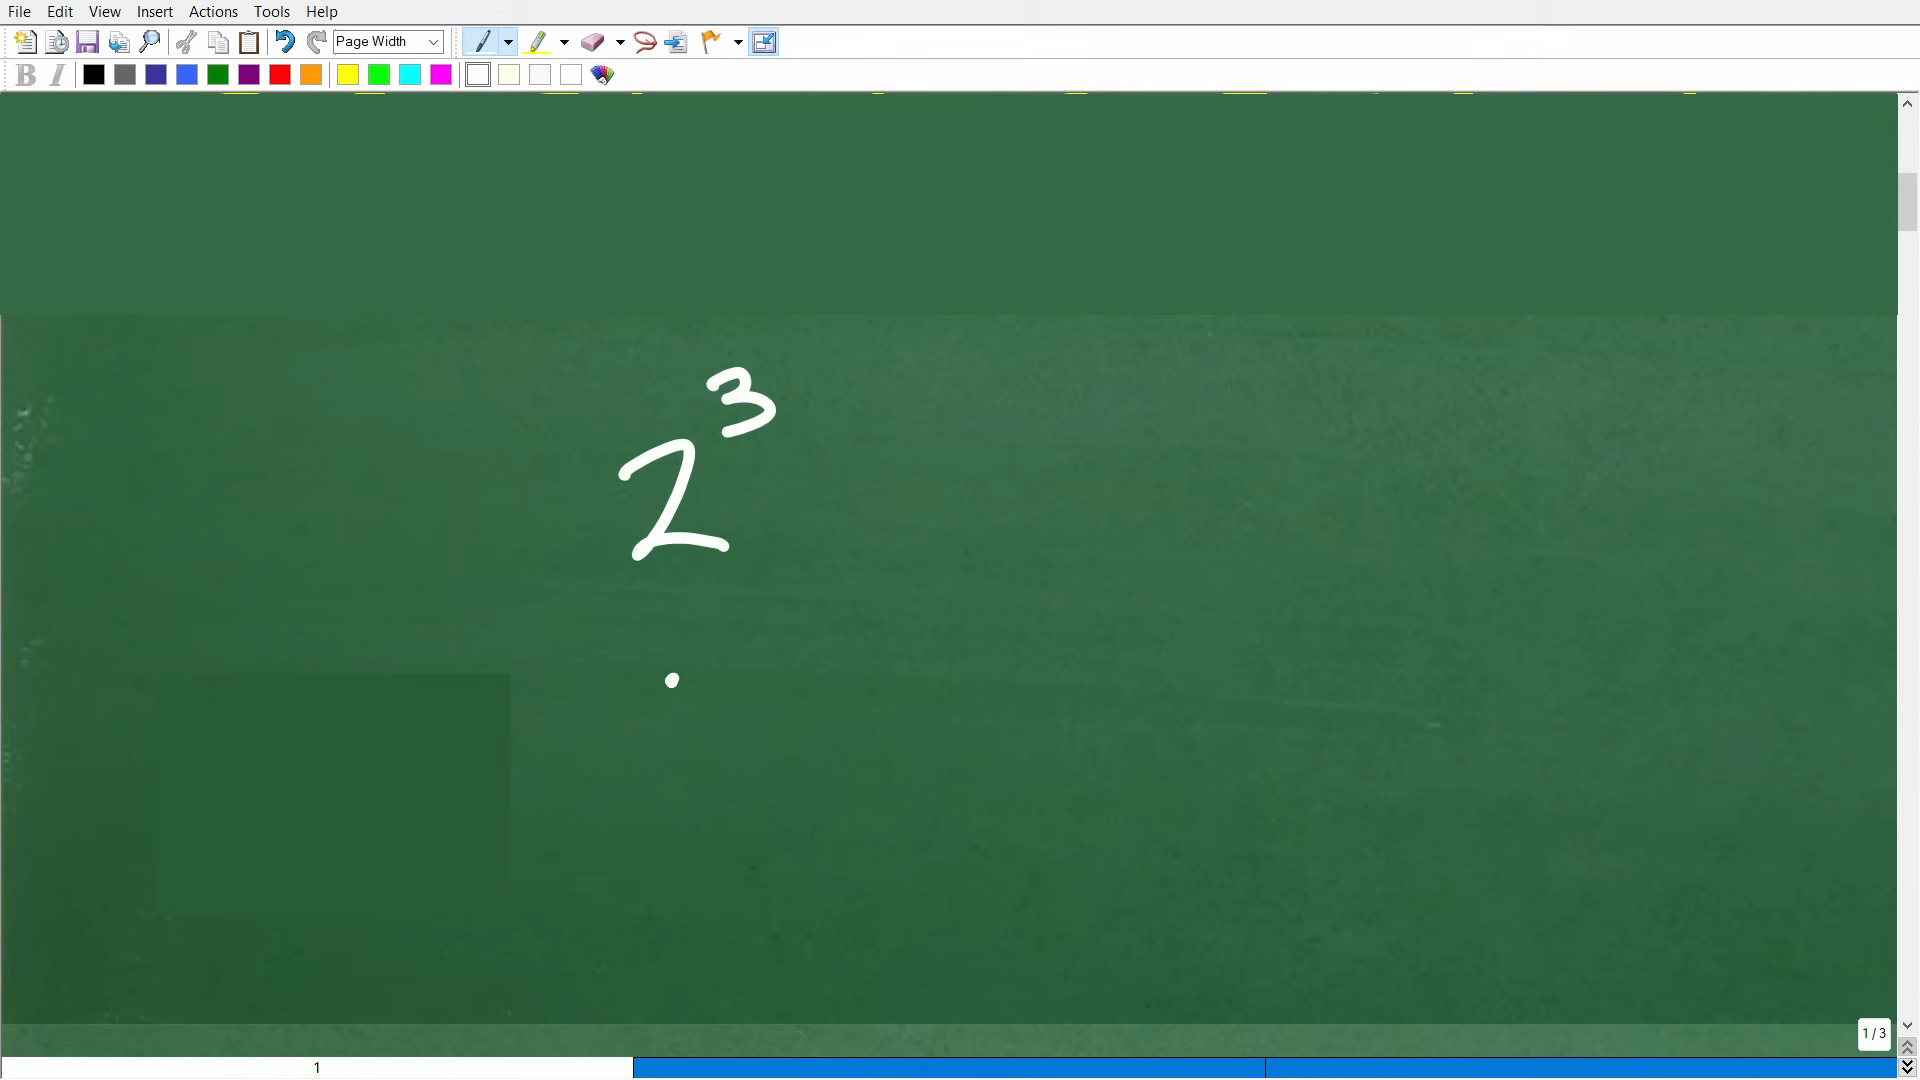 File Edit View Insert Actions Tools Help
Page Width
B I
2³
.
1 / 3
1